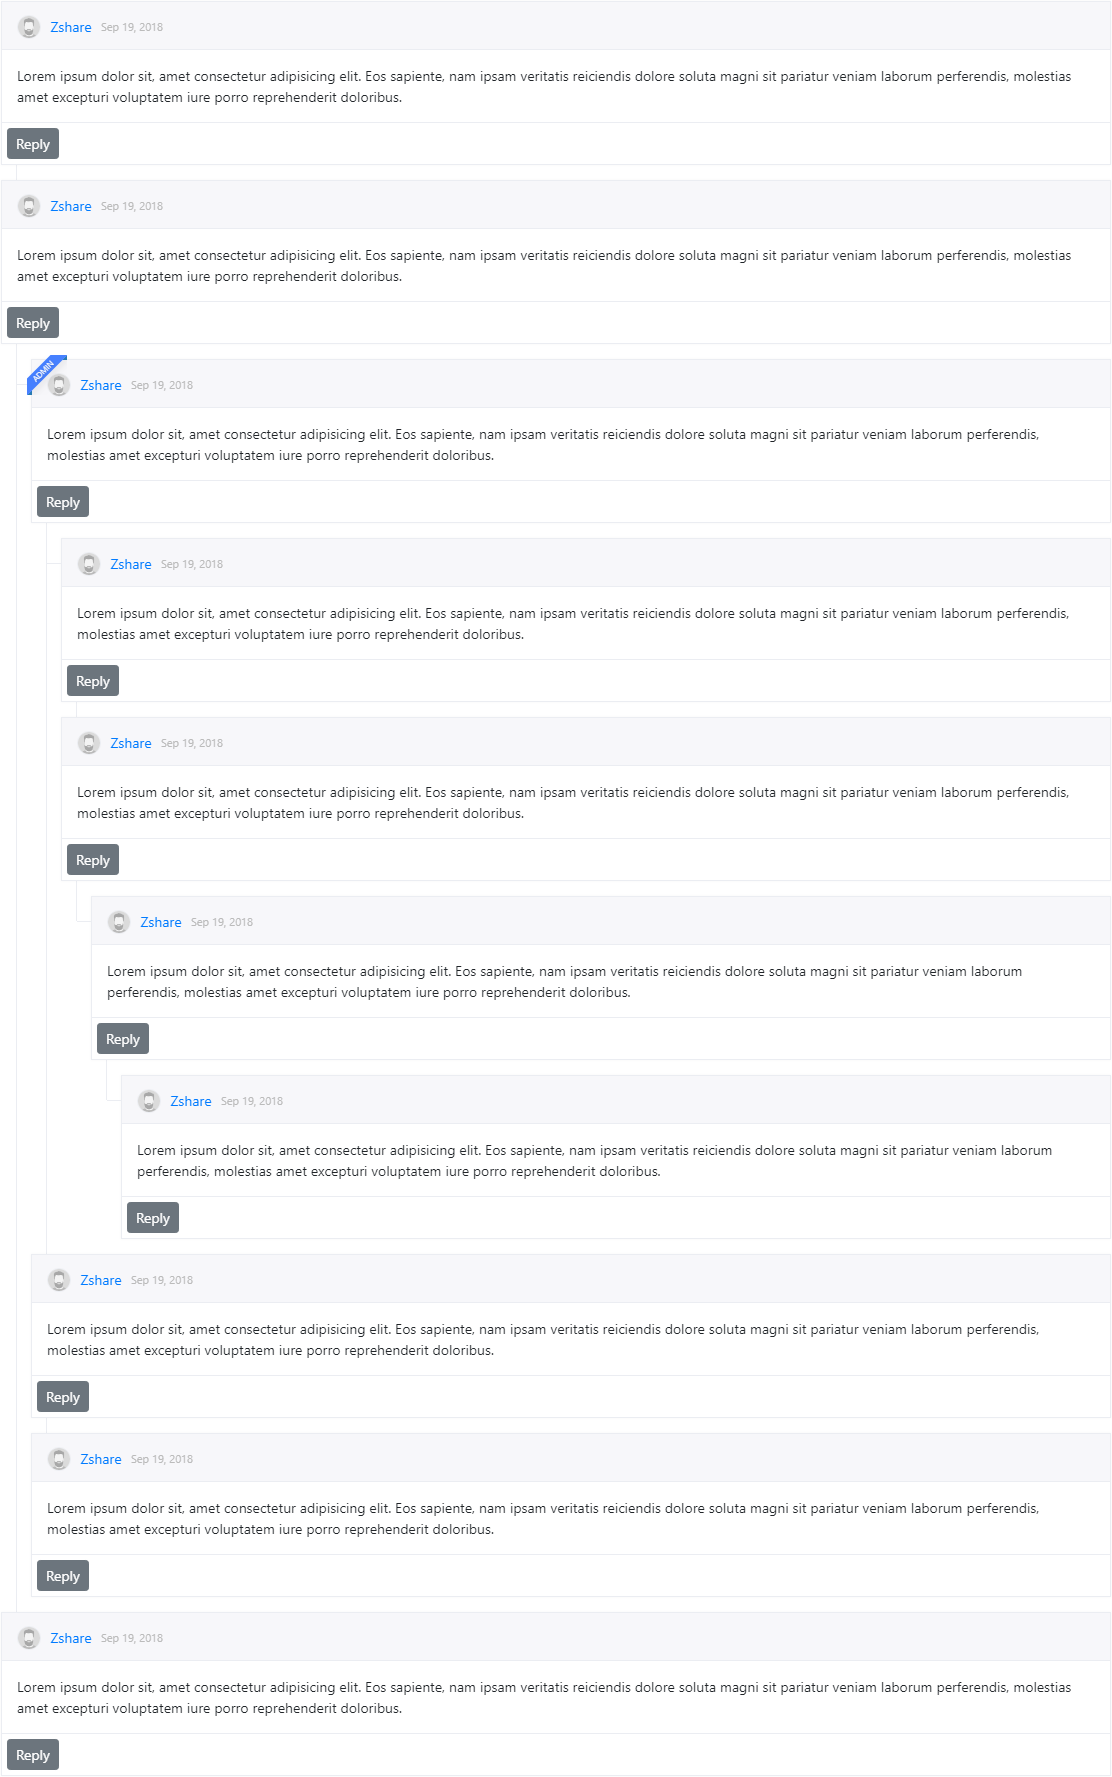 Zshare Sep 19, 2018
Lorem ipsum dolor sit, amet consectetur adipisicing elit. Eos sapiente, nam ipsam veritatis reiciendis dolore soluta magni sit pariatur veniam laborum perferendis, molestias
amet excepturi voluptatem iure porro reprehenderit doloribus.
Reply
Zshare Sep 19, 2018
Lorem ipsum dolor sit, amet consectetur adipisicing elit. Eos sapiente, nam ipsam veritatis reiciendis dolore soluta magni sit pariatur veniam laborum perferendis, molestias
amet excepturi voluptatem iure porro reprehenderit doloribus.
Reply
ADMIN
Zshare Sep 19, 2018
Lorem ipsum dolor sit, amet consectetur adipisicing elit. Eos sapiente, nam ipsam veritatis reiciendis dolore soluta magni sit pariatur veniam laborum perferendis,
molestias amet excepturi voluptatem iure porro reprehenderit doloribus.
Reply
Zshare Sep 19, 2018
Lorem ipsum dolor sit, amet consectetur adipisicing elit. Eos sapiente, nam ipsam veritatis reiciendis dolore soluta magni sit pariatur veniam laborum perferendis,
molestias amet excepturi voluptatem iure porro reprehenderit doloribus.
Reply
Zshare Sep 19, 2018
Lorem ipsum dolor sit, amet consectetur adipisicing elit. Eos sapiente, nam ipsam veritatis reiciendis dolore soluta magni sit pariatur veniam laborum perferendis,
molestias amet excepturi voluptatem iure porro reprehenderit doloribus.
Reply
Zshare Sep 19, 2018
Lorem ipsum dolor sit, amet consectetur adipisicing elit. Eos sapiente, nam ipsam veritatis reiciendis dolore soluta magni sit pariatur veniam laborum
perferendis, molestias amet excepturi voluptatem iure porro reprehenderit doloribus.
Reply
Zshare Sep 19, 2018
Lorem ipsum dolor sit, amet consectetur adipisicing elit. Eos sapiente, nam ipsam veritatis reiciendis dolore soluta magni sit pariatur veniam laborum
perferendis, molestias amet excepturi voluptatem iure porro reprehenderit doloribus.
Reply
Zshare Sep 19, 2018
Lorem ipsum dolor sit, amet consectetur adipisicing elit. Eos sapiente, nam ipsam veritatis reiciendis dolore soluta magni sit pariatur veniam laborum perferendis,
molestias amet excepturi voluptatem iure porro reprehenderit doloribus.
Reply
Zshare Sep 19, 2018
Lorem ipsum dolor sit, amet consectetur adipisicing elit. Eos sapiente, nam ipsam veritatis reiciendis dolore soluta magni sit pariatur veniam laborum perferendis,
molestias amet excepturi voluptatem iure porro reprehenderit doloribus.
Reply
Zshare Sep 19, 2018
Lorem ipsum dolor sit, amet consectetur adipisicing elit. Eos sapiente, nam ipsam veritatis reiciendis dolore soluta magni sit pariatur veniam laborum perferendis, molestias
amet excepturi voluptatem iure porro reprehenderit doloribus.
Reply